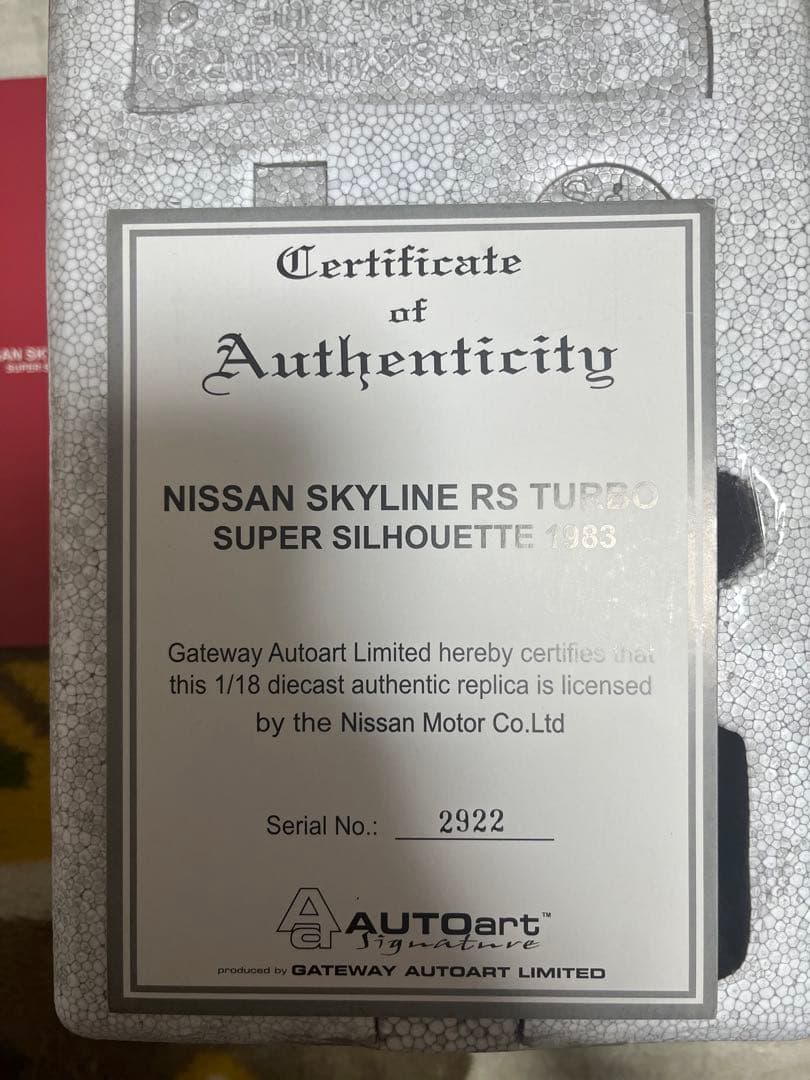 Certificate
of
Authenticity
NISSAN SKYLINE RS TURBO
SUPER SILHOUETTE 1983
Gateway Autoart Limited hereby certifies that
this 1/18 diecast authentic replica is licensed
by the Nissan Motor Co.Ltd
Serial No.: 2922
Aa AUTOart™
Signature
produced by GATEWAY AUTOART LIMITED